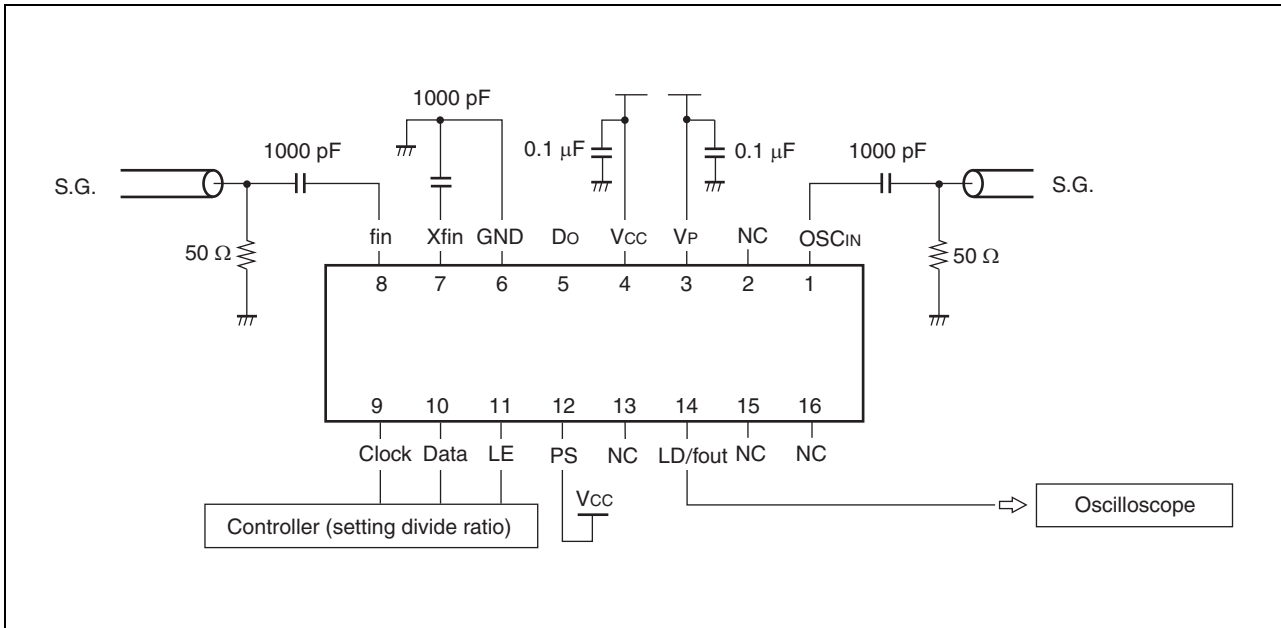 1000 pF
1000 pF
0.1 μF
0.1 μF
1000 pF
S.G.
S.G.
50 Ω
50 Ω
fin Xfin GND Do Vcc VP NC OSCIN
8 7 6 5 4 3 2 1
9 10 11 12 13 14 15 16
Clock Data LE PS NC LD/fout NC NC
Vcc
Controller (setting divide ratio)
Oscilloscope